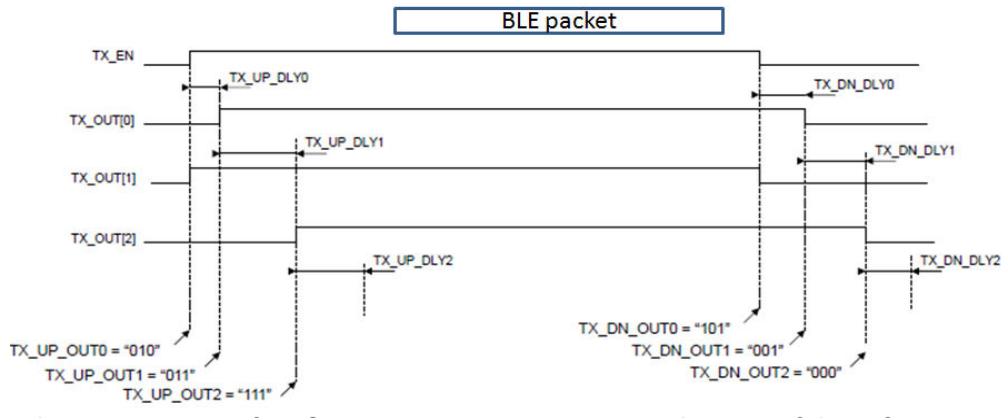 BLE packet
TX_EN
TX_UP_DLY0
TX_DN_DLY0
TX_OUT[0]
TX_UP_DLY1
TX_DN_DLY1
TX_OUT[1]
TX_OUT[2]
TX_UP_DLY2
TX_DN_DLY2
TX_UP_OUT0 = “010”
TX_UP_OUT1 = “011”
TX_UP_OUT2 = “111”
TX_DN_OUT0 = “101”
TX_DN_OUT1 = “001”
TX_DN_OUT2 = “000”